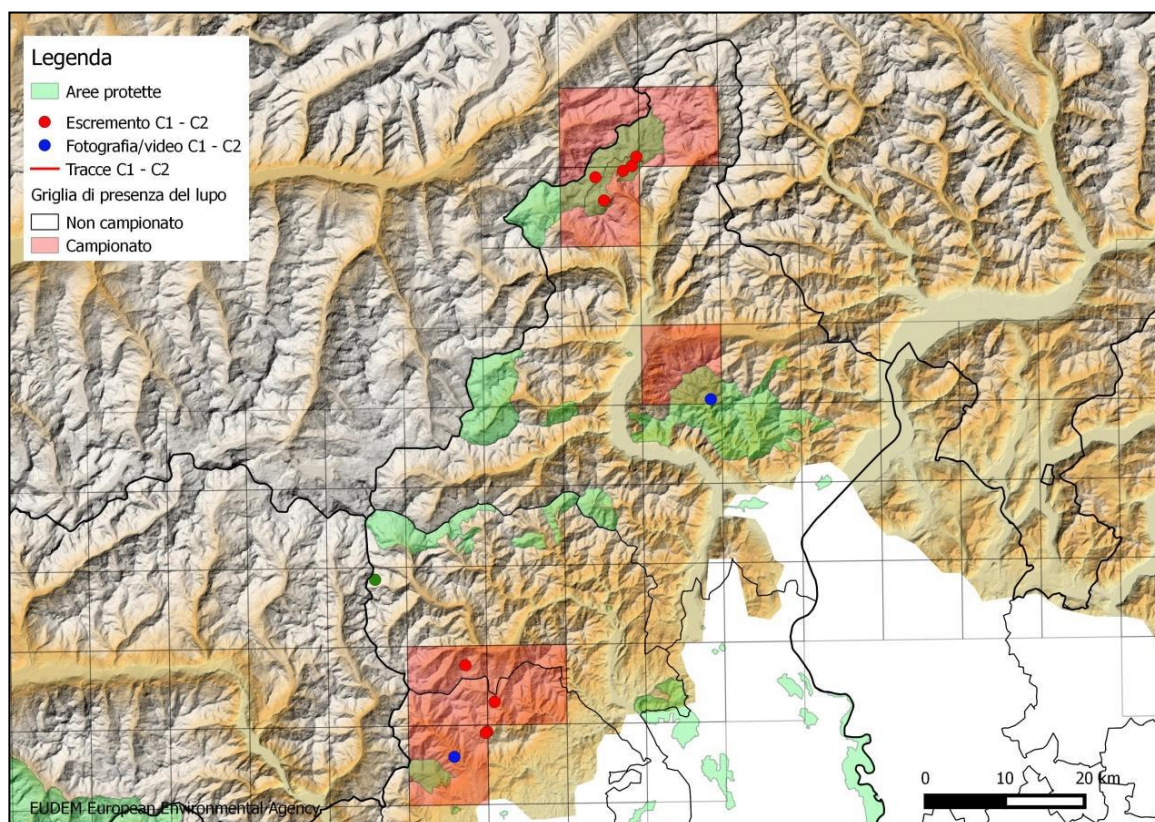 Legenda
Aree protette
Escremento C1 - C2
Fotografia/video C1 - C2
Tracce C1 - C2
Griglia di presenza del lupo
Non campionato
Campionato
0 10 20 km
EUDEM European Environmental Agency